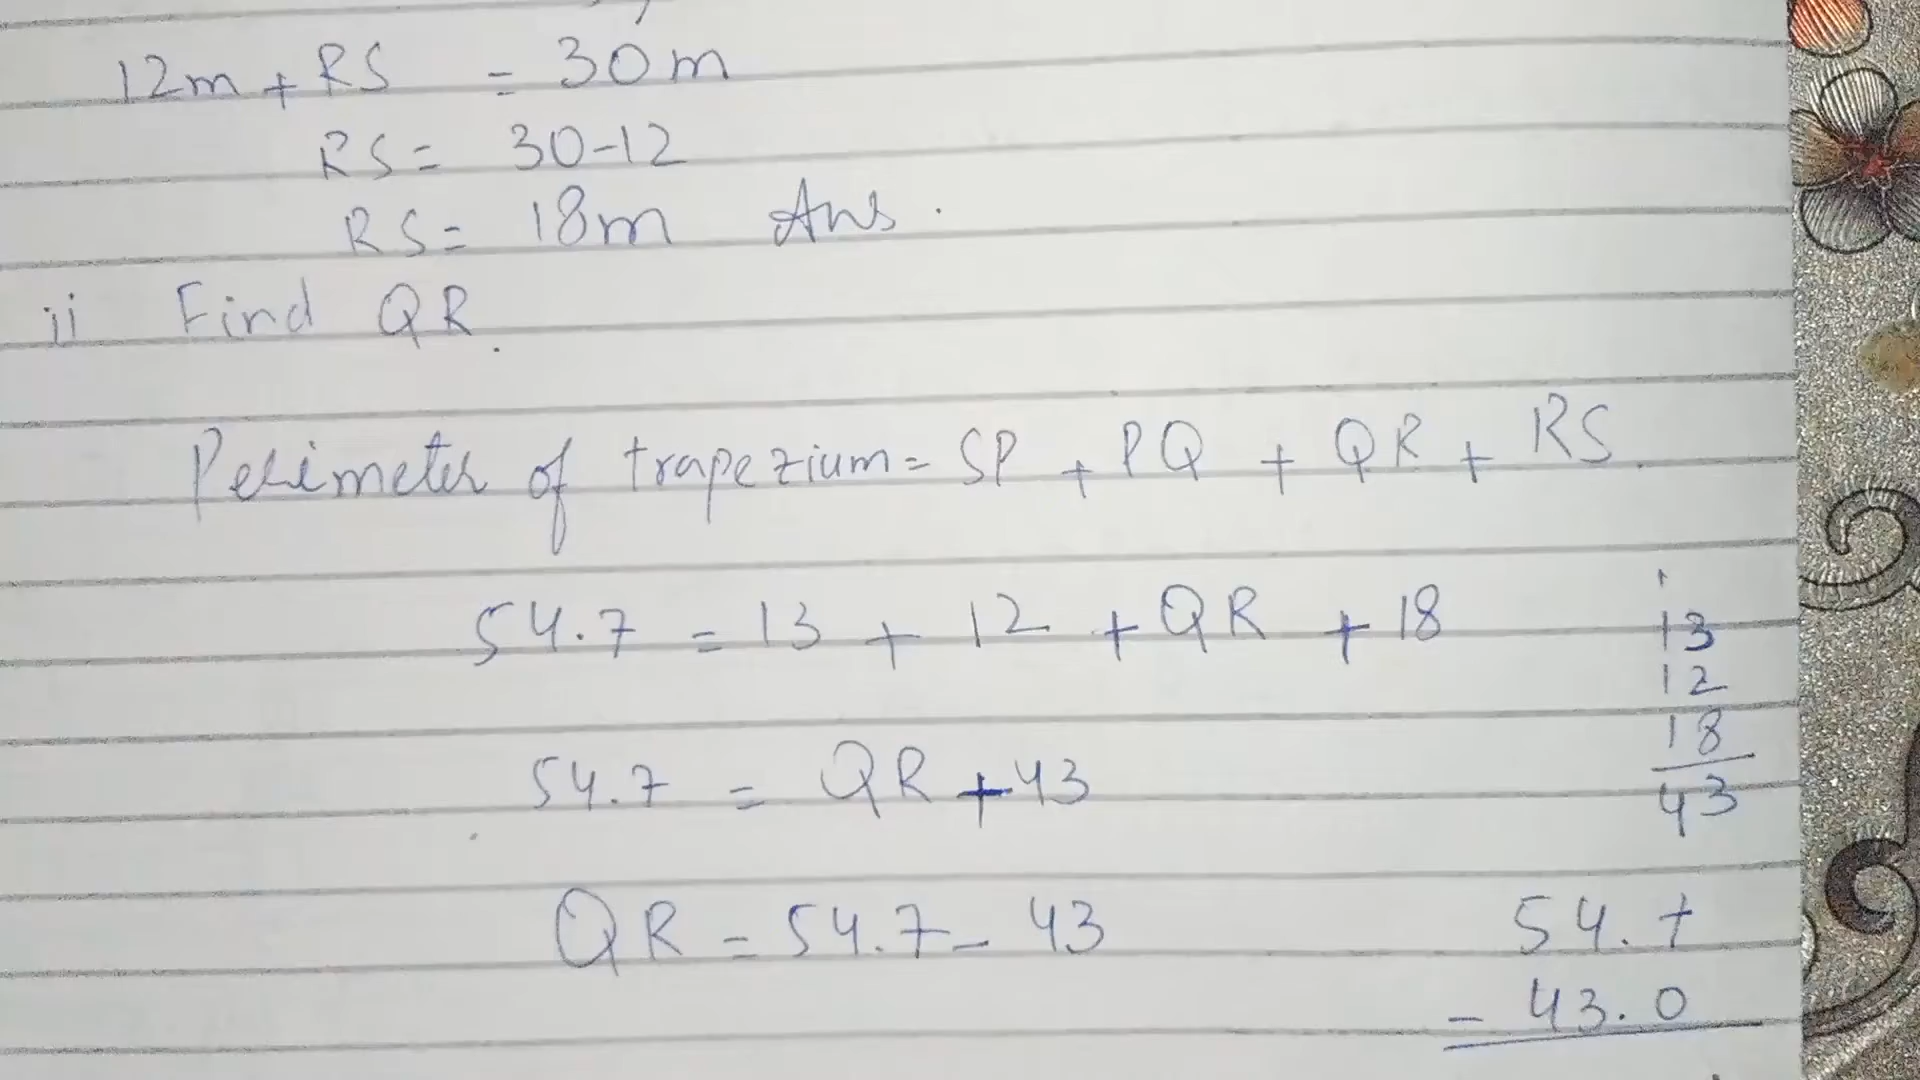 12m + RS = 30m
RS = 30-12
RS = 18m Ans.
ii Find QR.
Perimeter of trapezium = SP + PQ + QR + RS.
54.7 = 13 + 12 + QR + 18
1
13
12
18
43
54.7 = QR + 43
QR = 54.7 - 43
54.7
- 43.0